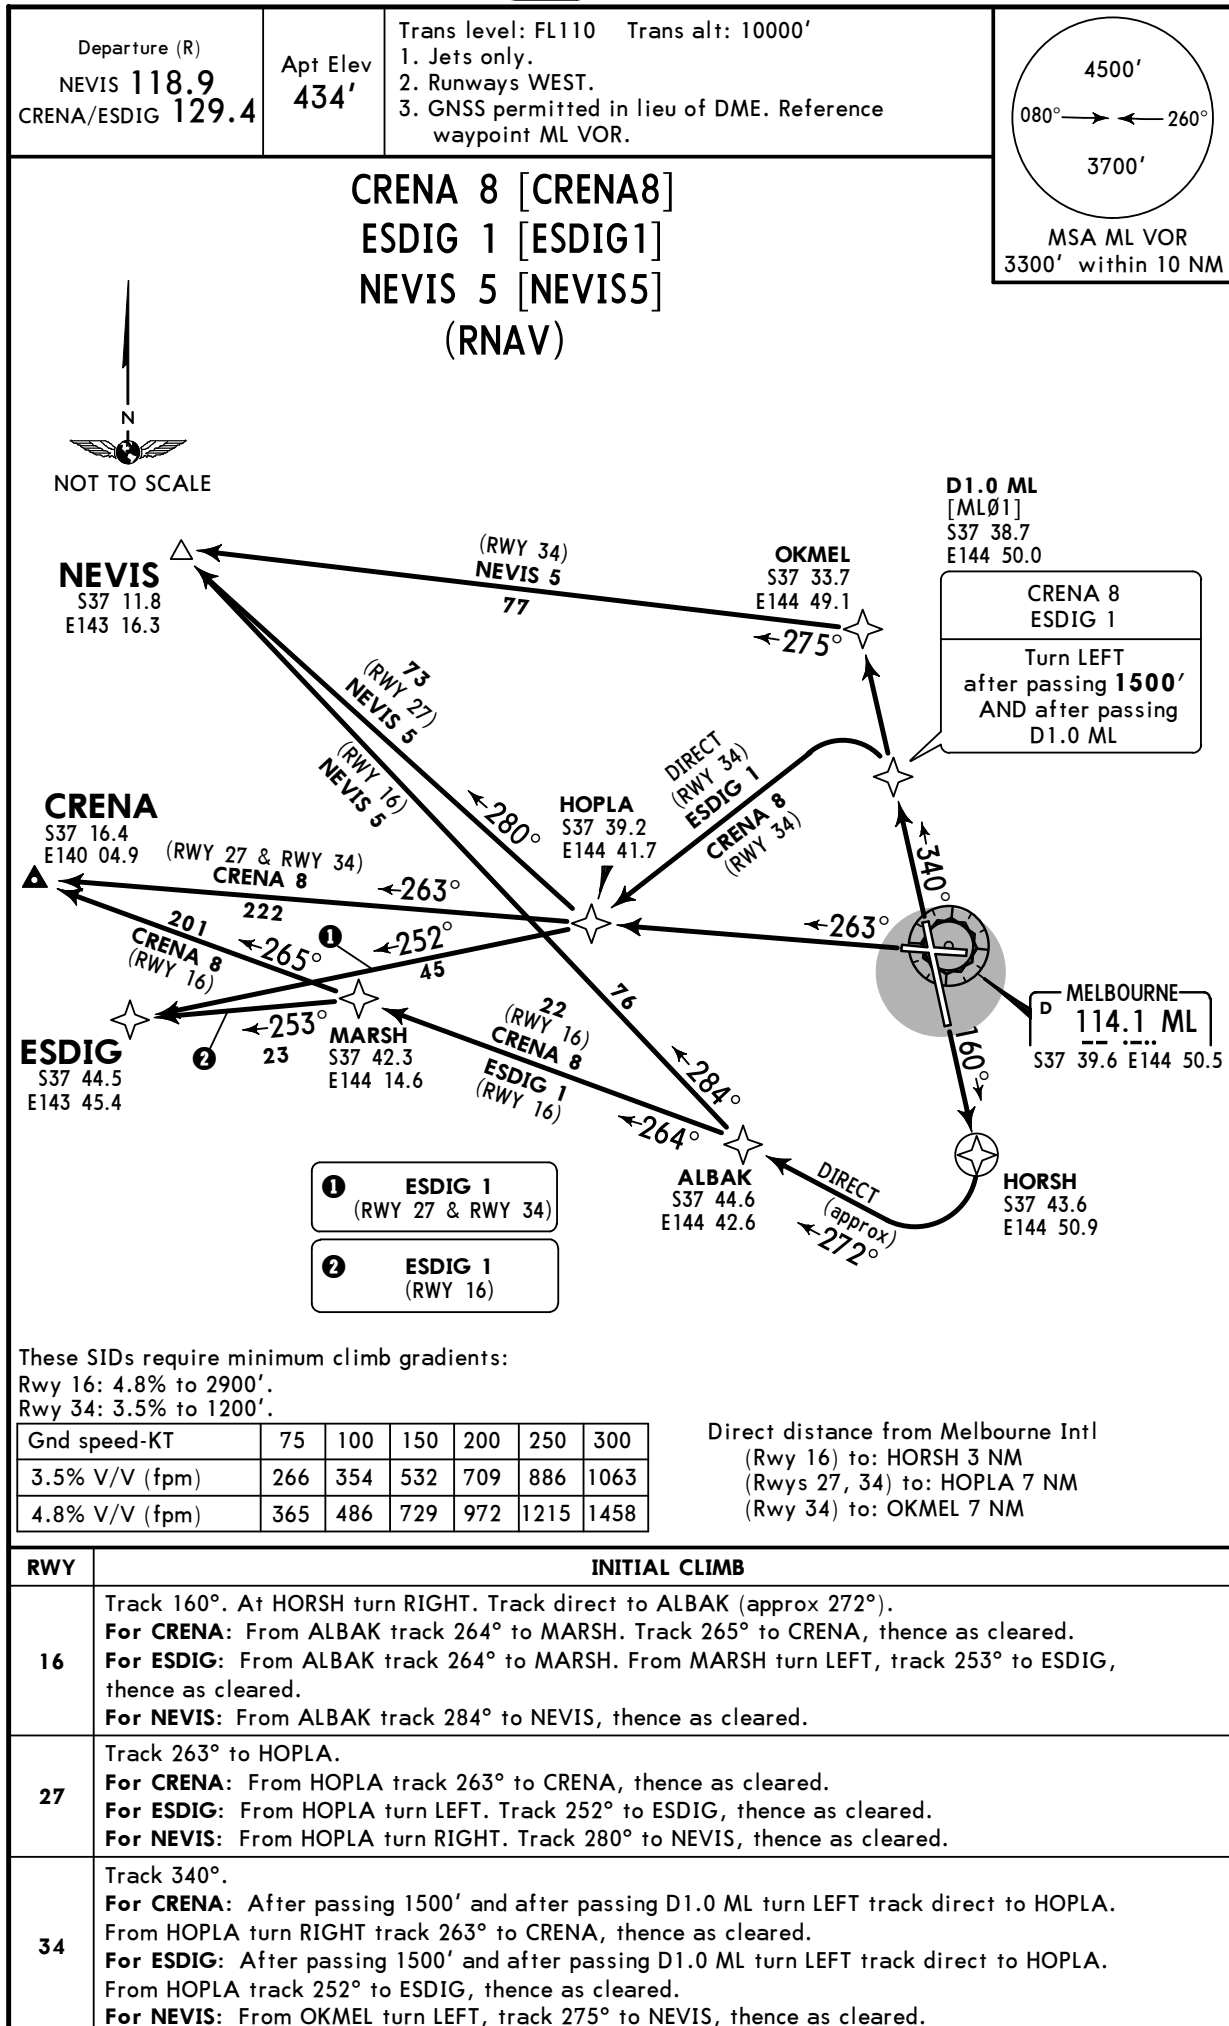 Departure (R)
NEVIS 118.9
CRENA/ESDIG 129.4
Apt Elev
434'
Trans level: FL110 Trans alt: 10000'
1. Jets only.
2. Runways WEST.
3. GNSS permitted in lieu of DME. Reference
waypoint ML VOR.
4500'
080° 260°
3700'
MSA ML VOR
3300' within 10 NM
CRENA 8 [CRENA8]
ESDIG 1 [ESDIG1]
NEVIS 5 [NEVIS5]
(RNAV)
N
NOT TO SCALE
D1.0 ML
[MLØ1]
S37 38.7
E144 50.0
CRENA 8
ESDIG 1
Turn LEFT
after passing 1500'
AND after passing
D1.0 ML
NEVIS
S37 11.8
E143 16.3
(RWY 34)
NEVIS 5
77
OKMEL
S37 33.7
E144 49.1
275°
73
(RWY 27)
NEVIS 5
(RWY 16)
NEVIS 5
280°
DIRECT
(RWY 34)
ESDIG 1
CRENA 8
(RWY 34)
HOPLA
S37 39.2
E144 41.7
CRENA
S37 16.4
E140 04.9
(RWY 27 & RWY 34)
CRENA 8
222
263°
340°
263°
201
CRENA 8
(RWY 16)
265°
1
252°
45
ESDIG
S37 44.5
E143 45.4
253°
23
2
MARSH
S37 42.3
E144 14.6
22
(RWY 16)
CRENA 8
ESDIG 1
(RWY 16)
76
284°
264°
MELBOURNE
D 114.1 ML
S37 39.6 E144 50.5
160°
ALBAK
S37 44.6
E144 42.6
DIRECT
(approx)
272°
HORSH
S37 43.6
E144 50.9
1 ESDIG 1
(RWY 27 & RWY 34)
2 ESDIG 1
(RWY 16)
These SIDs require minimum climb gradients:
Rwy 16: 4.8% to 2900'.
Rwy 34: 3.5% to 1200'.
Gnd speed-KT 75 100 150 200 250 300
3.5% V/V (fpm) 266 354 532 709 886 1063
4.8% V/V (fpm) 365 486 729 972 1215 1458
Direct distance from Melbourne Intl
(Rwy 16) to: HORSH 3 NM
(Rwys 27, 34) to: HOPLA 7 NM
(Rwy 34) to: OKMEL 7 NM
RWY INITIAL CLIMB
16
Track 160°. At HORSH turn RIGHT. Track direct to ALBAK (approx 272°).
For CRENA: From ALBAK track 264° to MARSH. Track 265° to CRENA, thence as cleared.
For ESDIG: From ALBAK track 264° to MARSH. From MARSH turn LEFT, track 253° to ESDIG,
thence as cleared.
For NEVIS: From ALBAK track 284° to NEVIS, thence as cleared.
27
Track 263° to HOPLA.
For CRENA: From HOPLA track 263° to CRENA, thence as cleared.
For ESDIG: From HOPLA turn LEFT. Track 252° to ESDIG, thence as cleared.
For NEVIS: From HOPLA turn RIGHT. Track 280° to NEVIS, thence as cleared.
34
Track 340°.
For CRENA: After passing 1500' and after passing D1.0 ML turn LEFT track direct to HOPLA.
From HOPLA turn RIGHT track 263° to CRENA, thence as cleared.
For ESDIG: After passing 1500' and after passing D1.0 ML turn LEFT track direct to HOPLA.
From HOPLA track 252° to ESDIG, thence as cleared.
For NEVIS: From OKMEL turn LEFT, track 275° to NEVIS, thence as cleared.